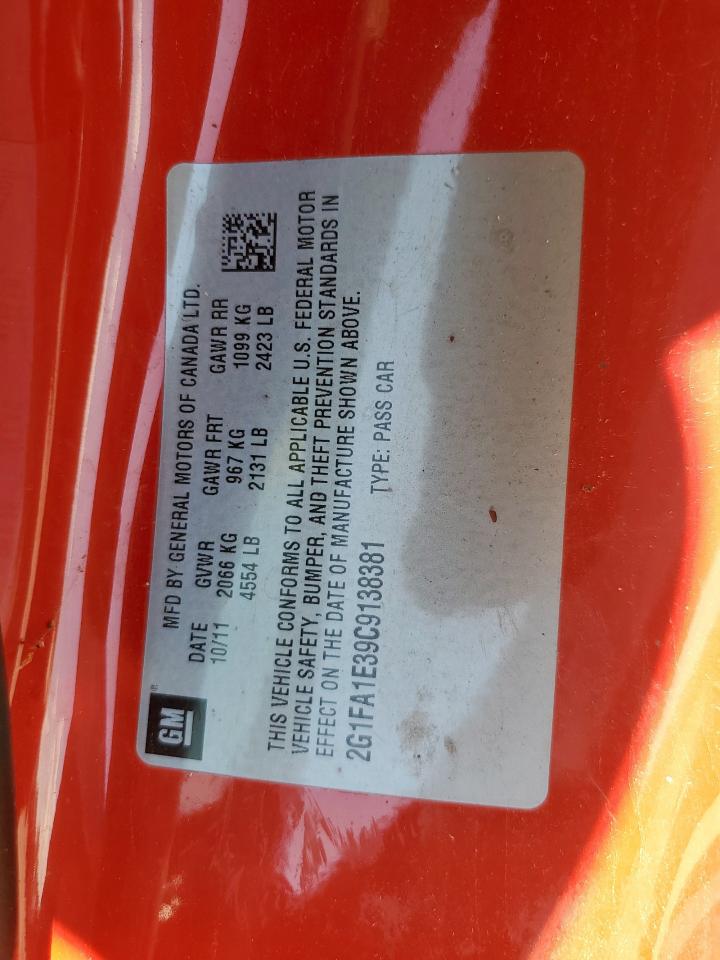 GM
MFD BY GENERAL MOTORS OF CANADA LTD.
DATE GVWR GAWR FRT GAWR RR
10/11 2066 KG 967 KG 1099 KG
4554 LB 2131 LB 2423 LB
THIS VEHICLE CONFORMS TO ALL APPLICABLE U.S. FEDERAL MOTOR
VEHICLE SAFETY, BUMPER, AND THEFT PREVENTION STANDARDS IN
EFFECT ON THE DATE OF MANUFACTURE SHOWN ABOVE.
2G1FA1E39C9138381 TYPE: PASS CAR